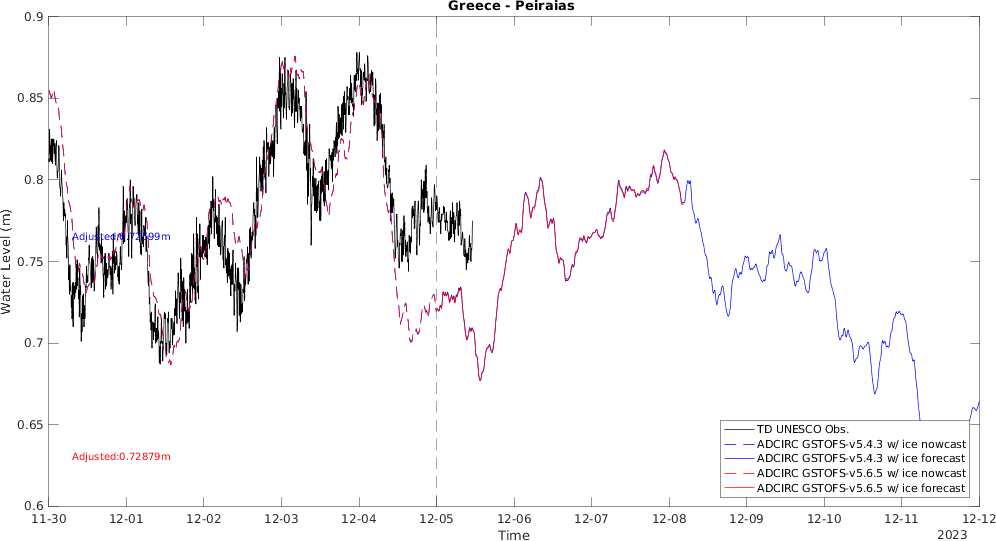 Greece - Peiraias
0.9
0.85
0.8
0.75
0.7
0.65
0.6
Water Level (m)
Adjusted:0.72699m
Adjusted:0.72879m
TD UNESCO Obs.
ADCIRC GSTOFS-v5.4.3 w/ ice nowcast
ADCIRC GSTOFS-v5.4.3 w/ ice forecast
ADCIRC GSTOFS-v5.6.5 w/ ice nowcast
ADCIRC GSTOFS-v5.6.5 w/ ice forecast
11-30 12-01 12-02 12-03 12-04 12-05 12-06 12-07 12-08 12-09 12-10 12-11 12-12
Time
2023